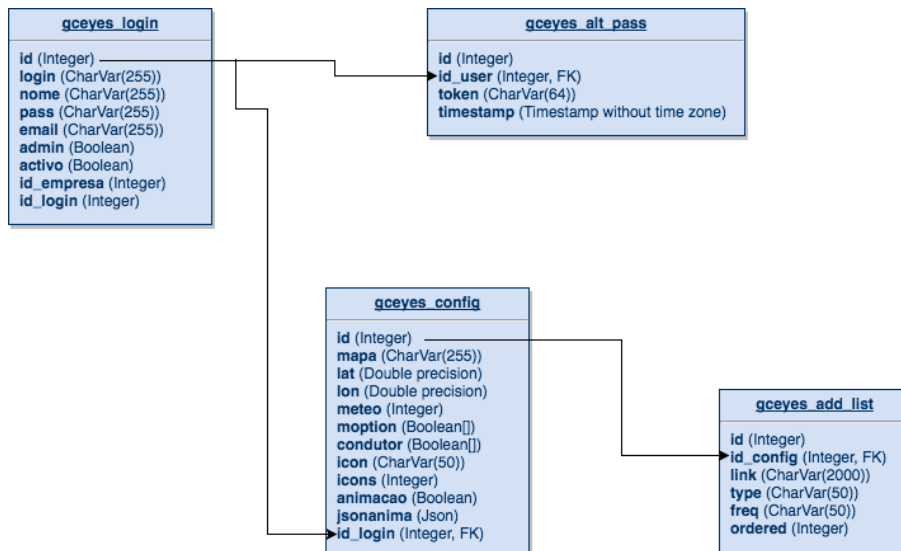 gceyes_login
id (Integer)
login (CharVar(255))
nome (CharVar(255))
pass (CharVar(255))
email (CharVar(255))
admin (Boolean)
activo (Boolean)
id_empresa (Integer)
id_login (Integer)
gceyes_alt_pass
id (Integer)
id_user (Integer, FK)
token (CharVar(64))
timestamp (Timestamp without time zone)
gceyes_config
id (Integer)
mapa (CharVar(255))
lat (Double precision)
lon (Double precision)
meteo (Integer)
moption (Boolean[])
condutor (Boolean[])
icon (CharVar(50))
icons (Integer)
animacao (Boolean)
jsonanima (Json)
id_login (Integer, FK)
gceyes_add_list
id (Integer)
id_config (Integer, FK)
link (CharVar(2000))
type (CharVar(50))
freq (CharVar(50))
ordered (Integer)